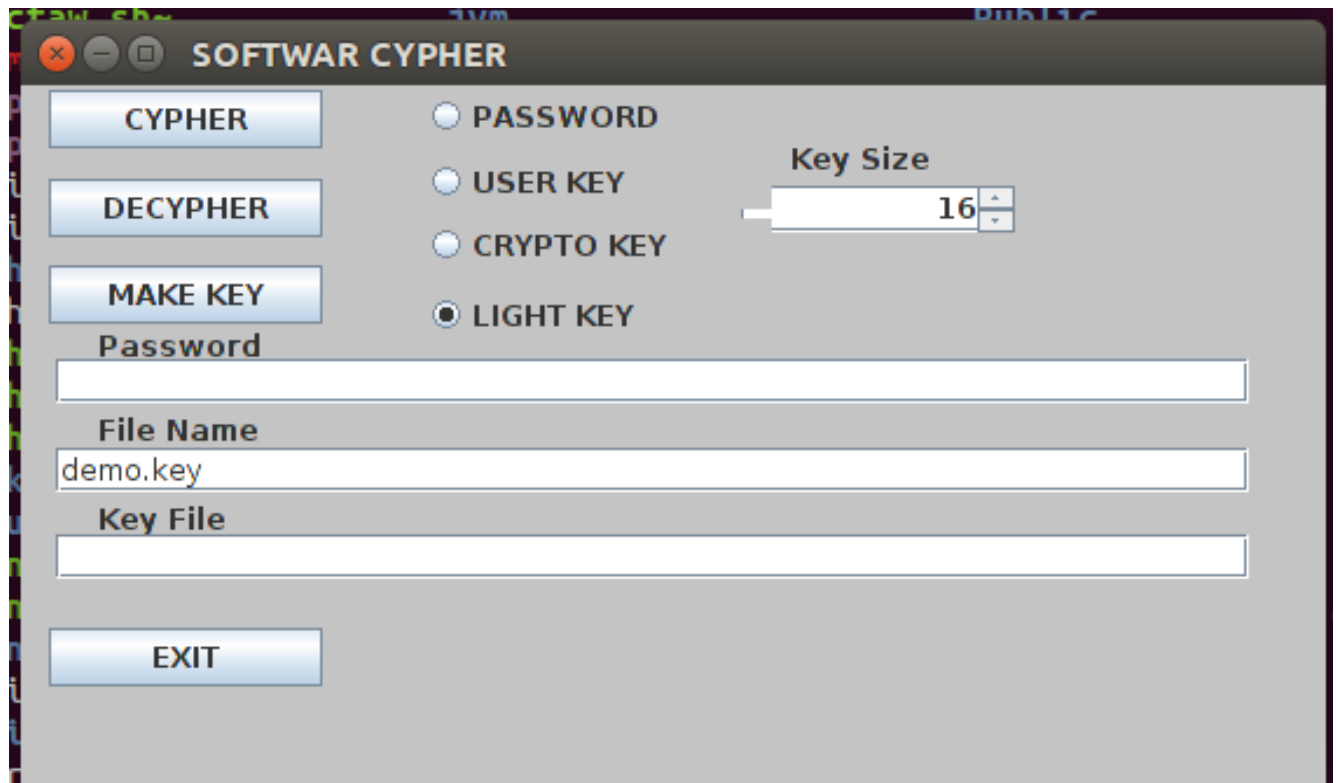 SOFTWAR CYPHER
CYPHER
PASSWORD
Key Size
USER KEY
DECYPHER
16
CRYPTO KEY
MAKE KEY
LIGHT KEY
Password
File Name
demo.key
Key File
EXIT